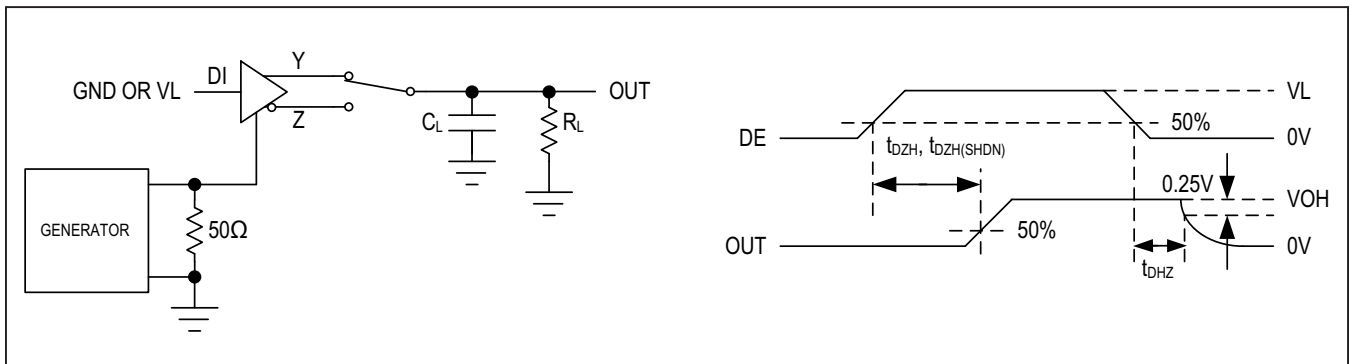 Y
DI
GND OR VL
Z
OUT
CL
RL
GENERATOR
50Ω
VL
50%
DE
0V
tDZH, tDZH(SHDN)
0.25V
VOH
50%
OUT
0V
tDHZ